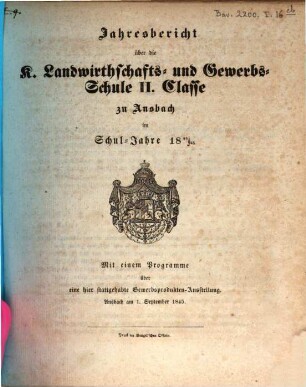 Jahresbericht
über die
K. Landwirthschafts- und Gewerbs-
Schule II. Classe
zu Ansbach
im
Schul-Jahre 18
Mit einem Programme
über
eine hier stattgehabte Gewerbsprodukten-Ausstellung.
Ansbach am 1. September 1845.